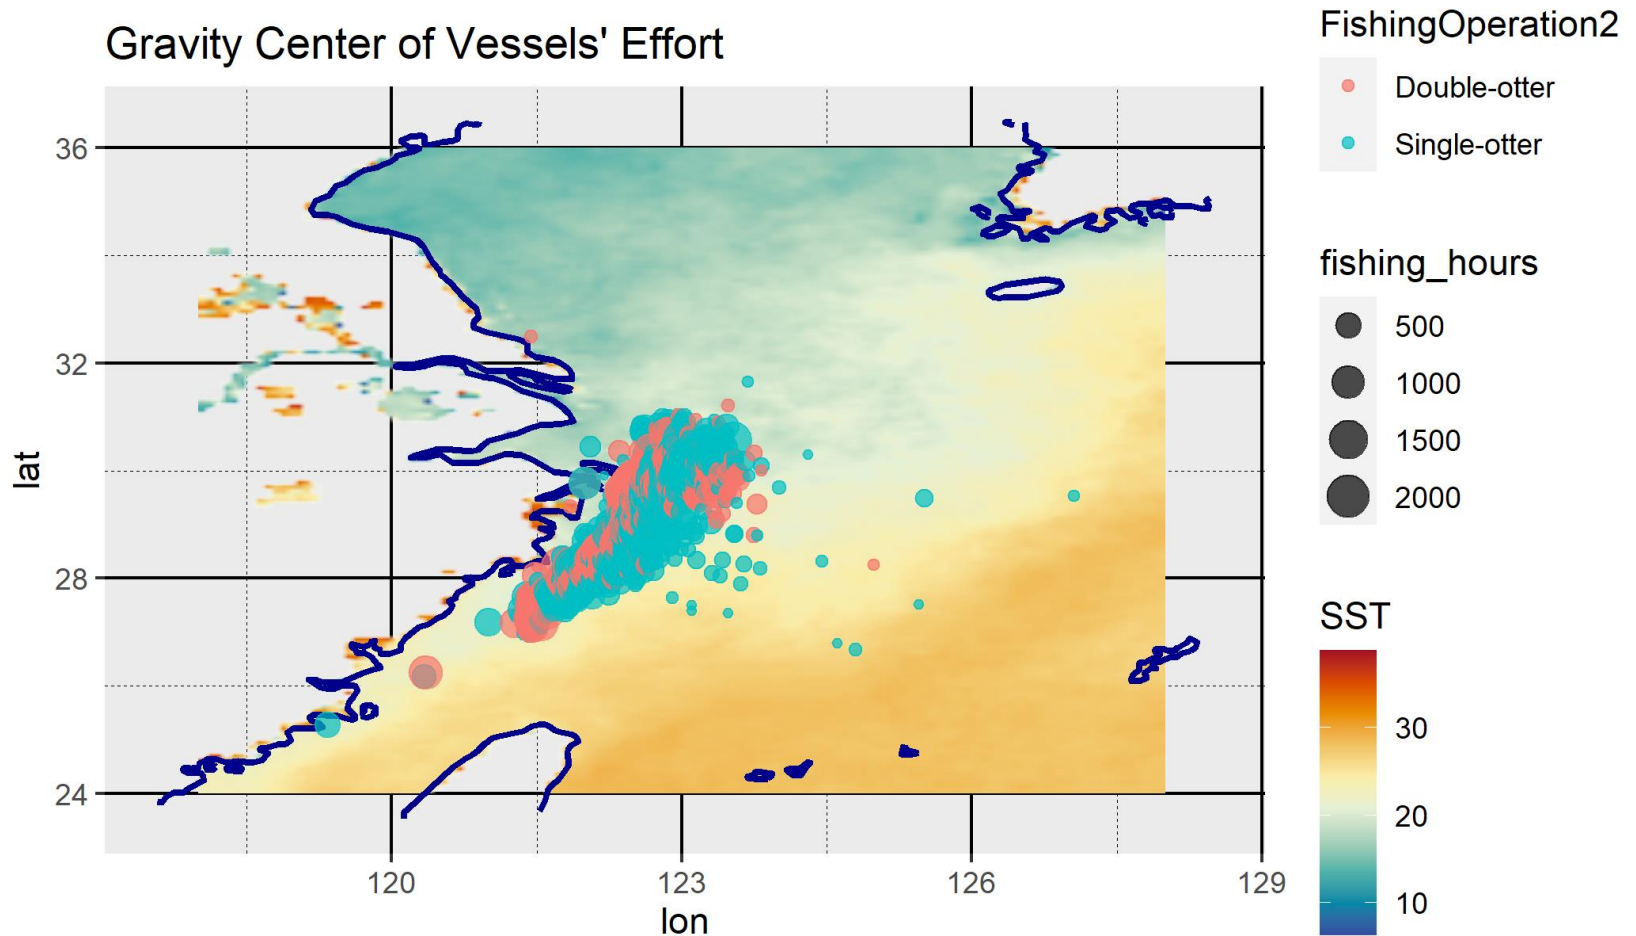 Gravity Center of Vessels' Effort
36
32
28
24
lat
120
123
126
129
lon
FishingOperation2
Double-otter
Single-otter
fishing_hours
500
1000
1500
2000
SST
30
20
10